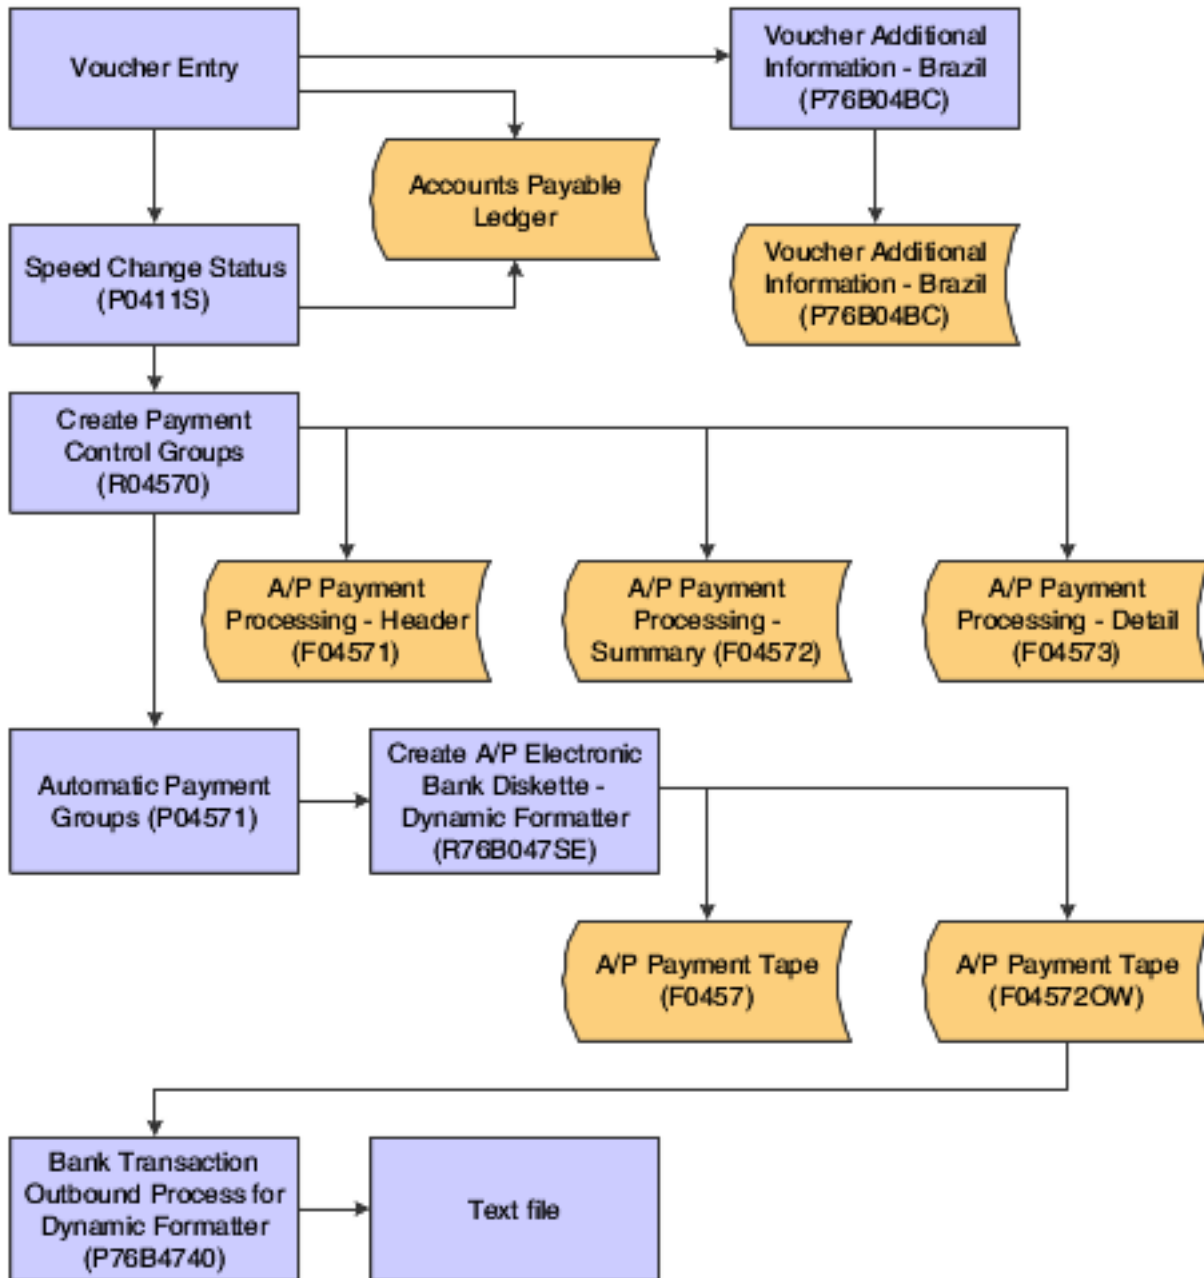 Voucher Entry
Voucher Additional
Information - Brazil
(P76B04BC)
Accounts Payable
Ledger
Speed Change Status
(P0411S)
Voucher Additional
Information - Brazil
(P76B04BC)
Create Payment
Control Groups
(R04570)
A/P Payment
Processing - Header
(F04571)
A/P Payment
Processing -
Summary (F04572)
A/P Payment
Processing - Detail
(F04573)
Automatic Payment
Groups (P04571)
Create A/P Electronic
Bank Diskette -
Dynamic Formatter
(R76B047SE)
A/P Payment Tape
(F0457)
A/P Payment Tape
(F04572OW)
Bank Transaction
Outbound Process for
Dynamic Formatter
(P76B4740)
Text file